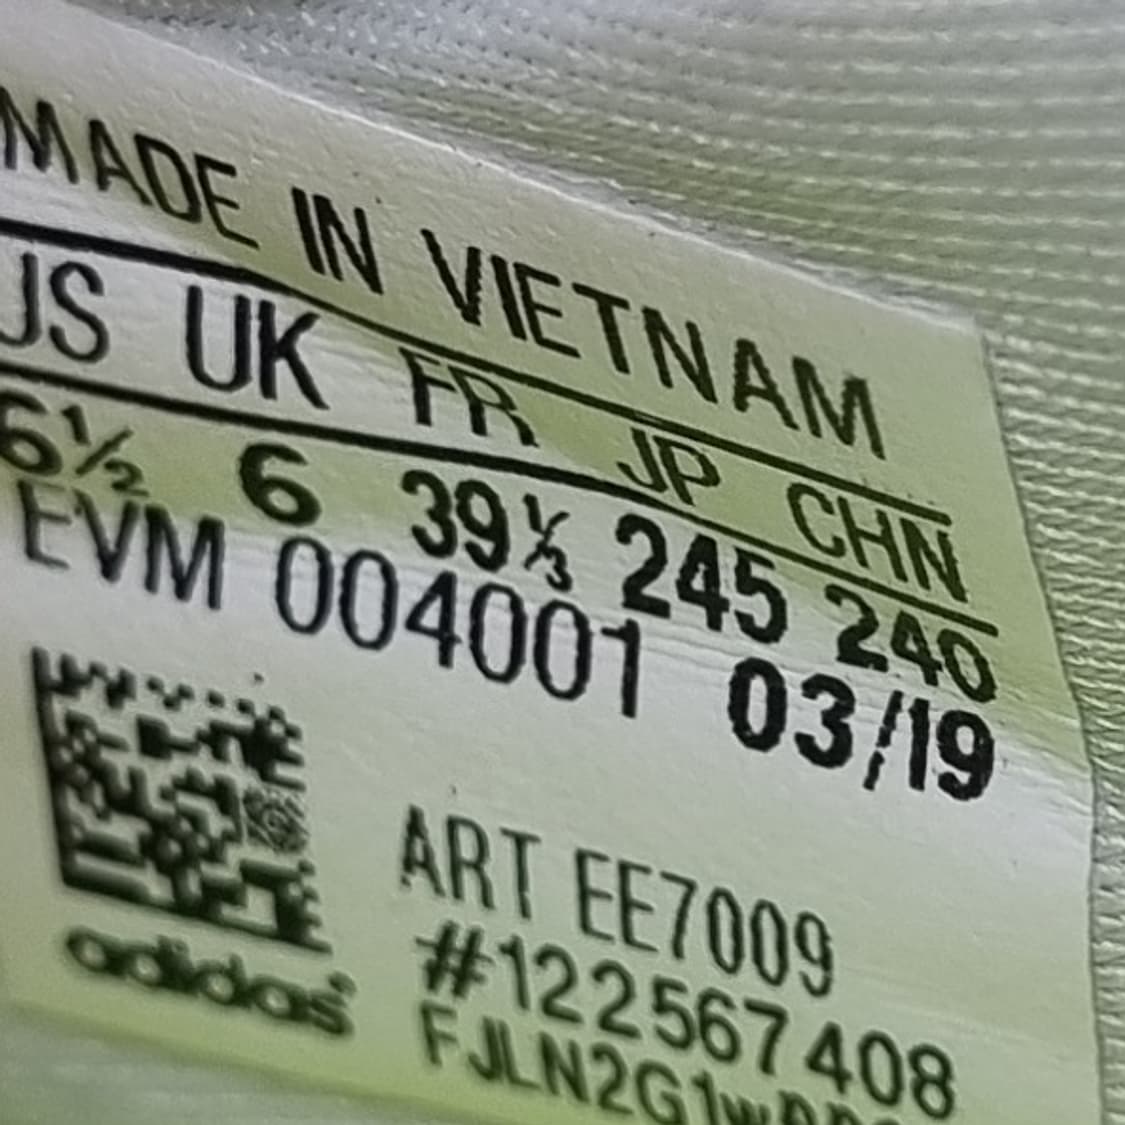 MADE IN VIETNAM
US UK FR JP CHN
6½ 6 39⅓ 245 240
EVM 004001 03/19
ART EE7009
#122567408
adidas